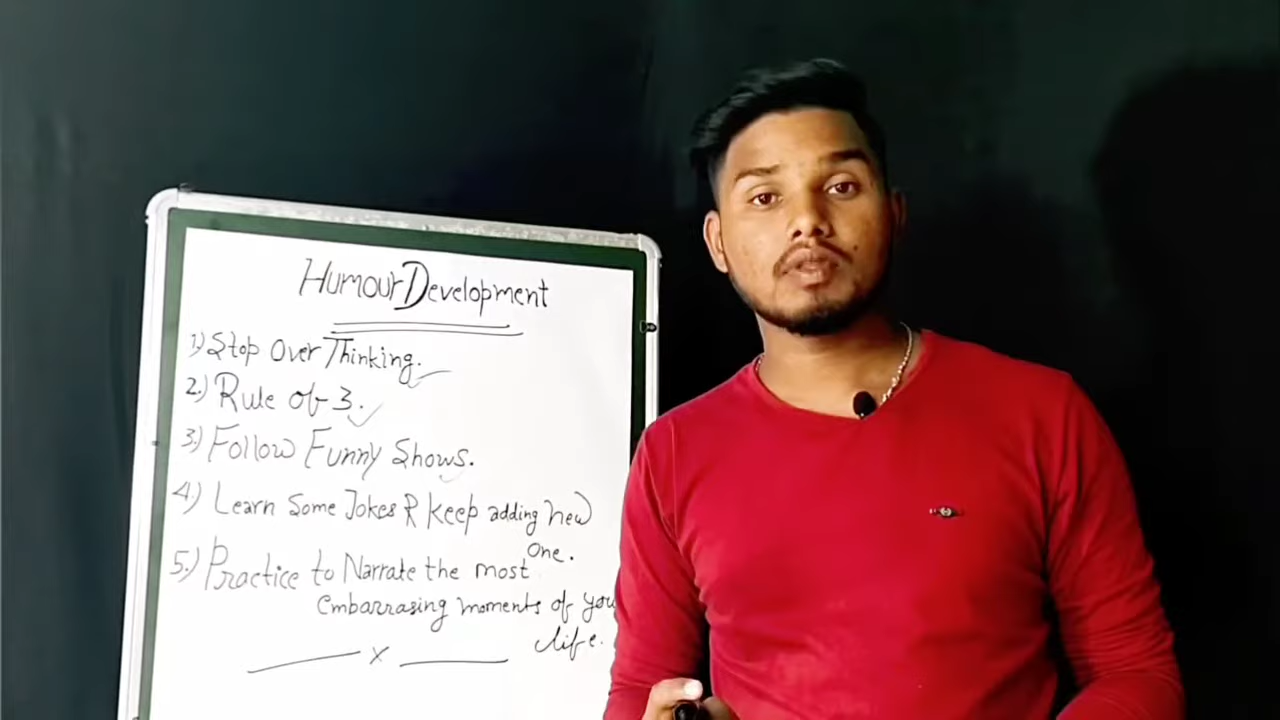 Humour Development
1) Stop Over Thinking.
2.) Rule of 3.
3.) Follow Funny Shows.
4.) Learn Some Jokes & Keep adding new
One.
5.) Practice to Narrate the most
embarrasing moments of you
life.
x